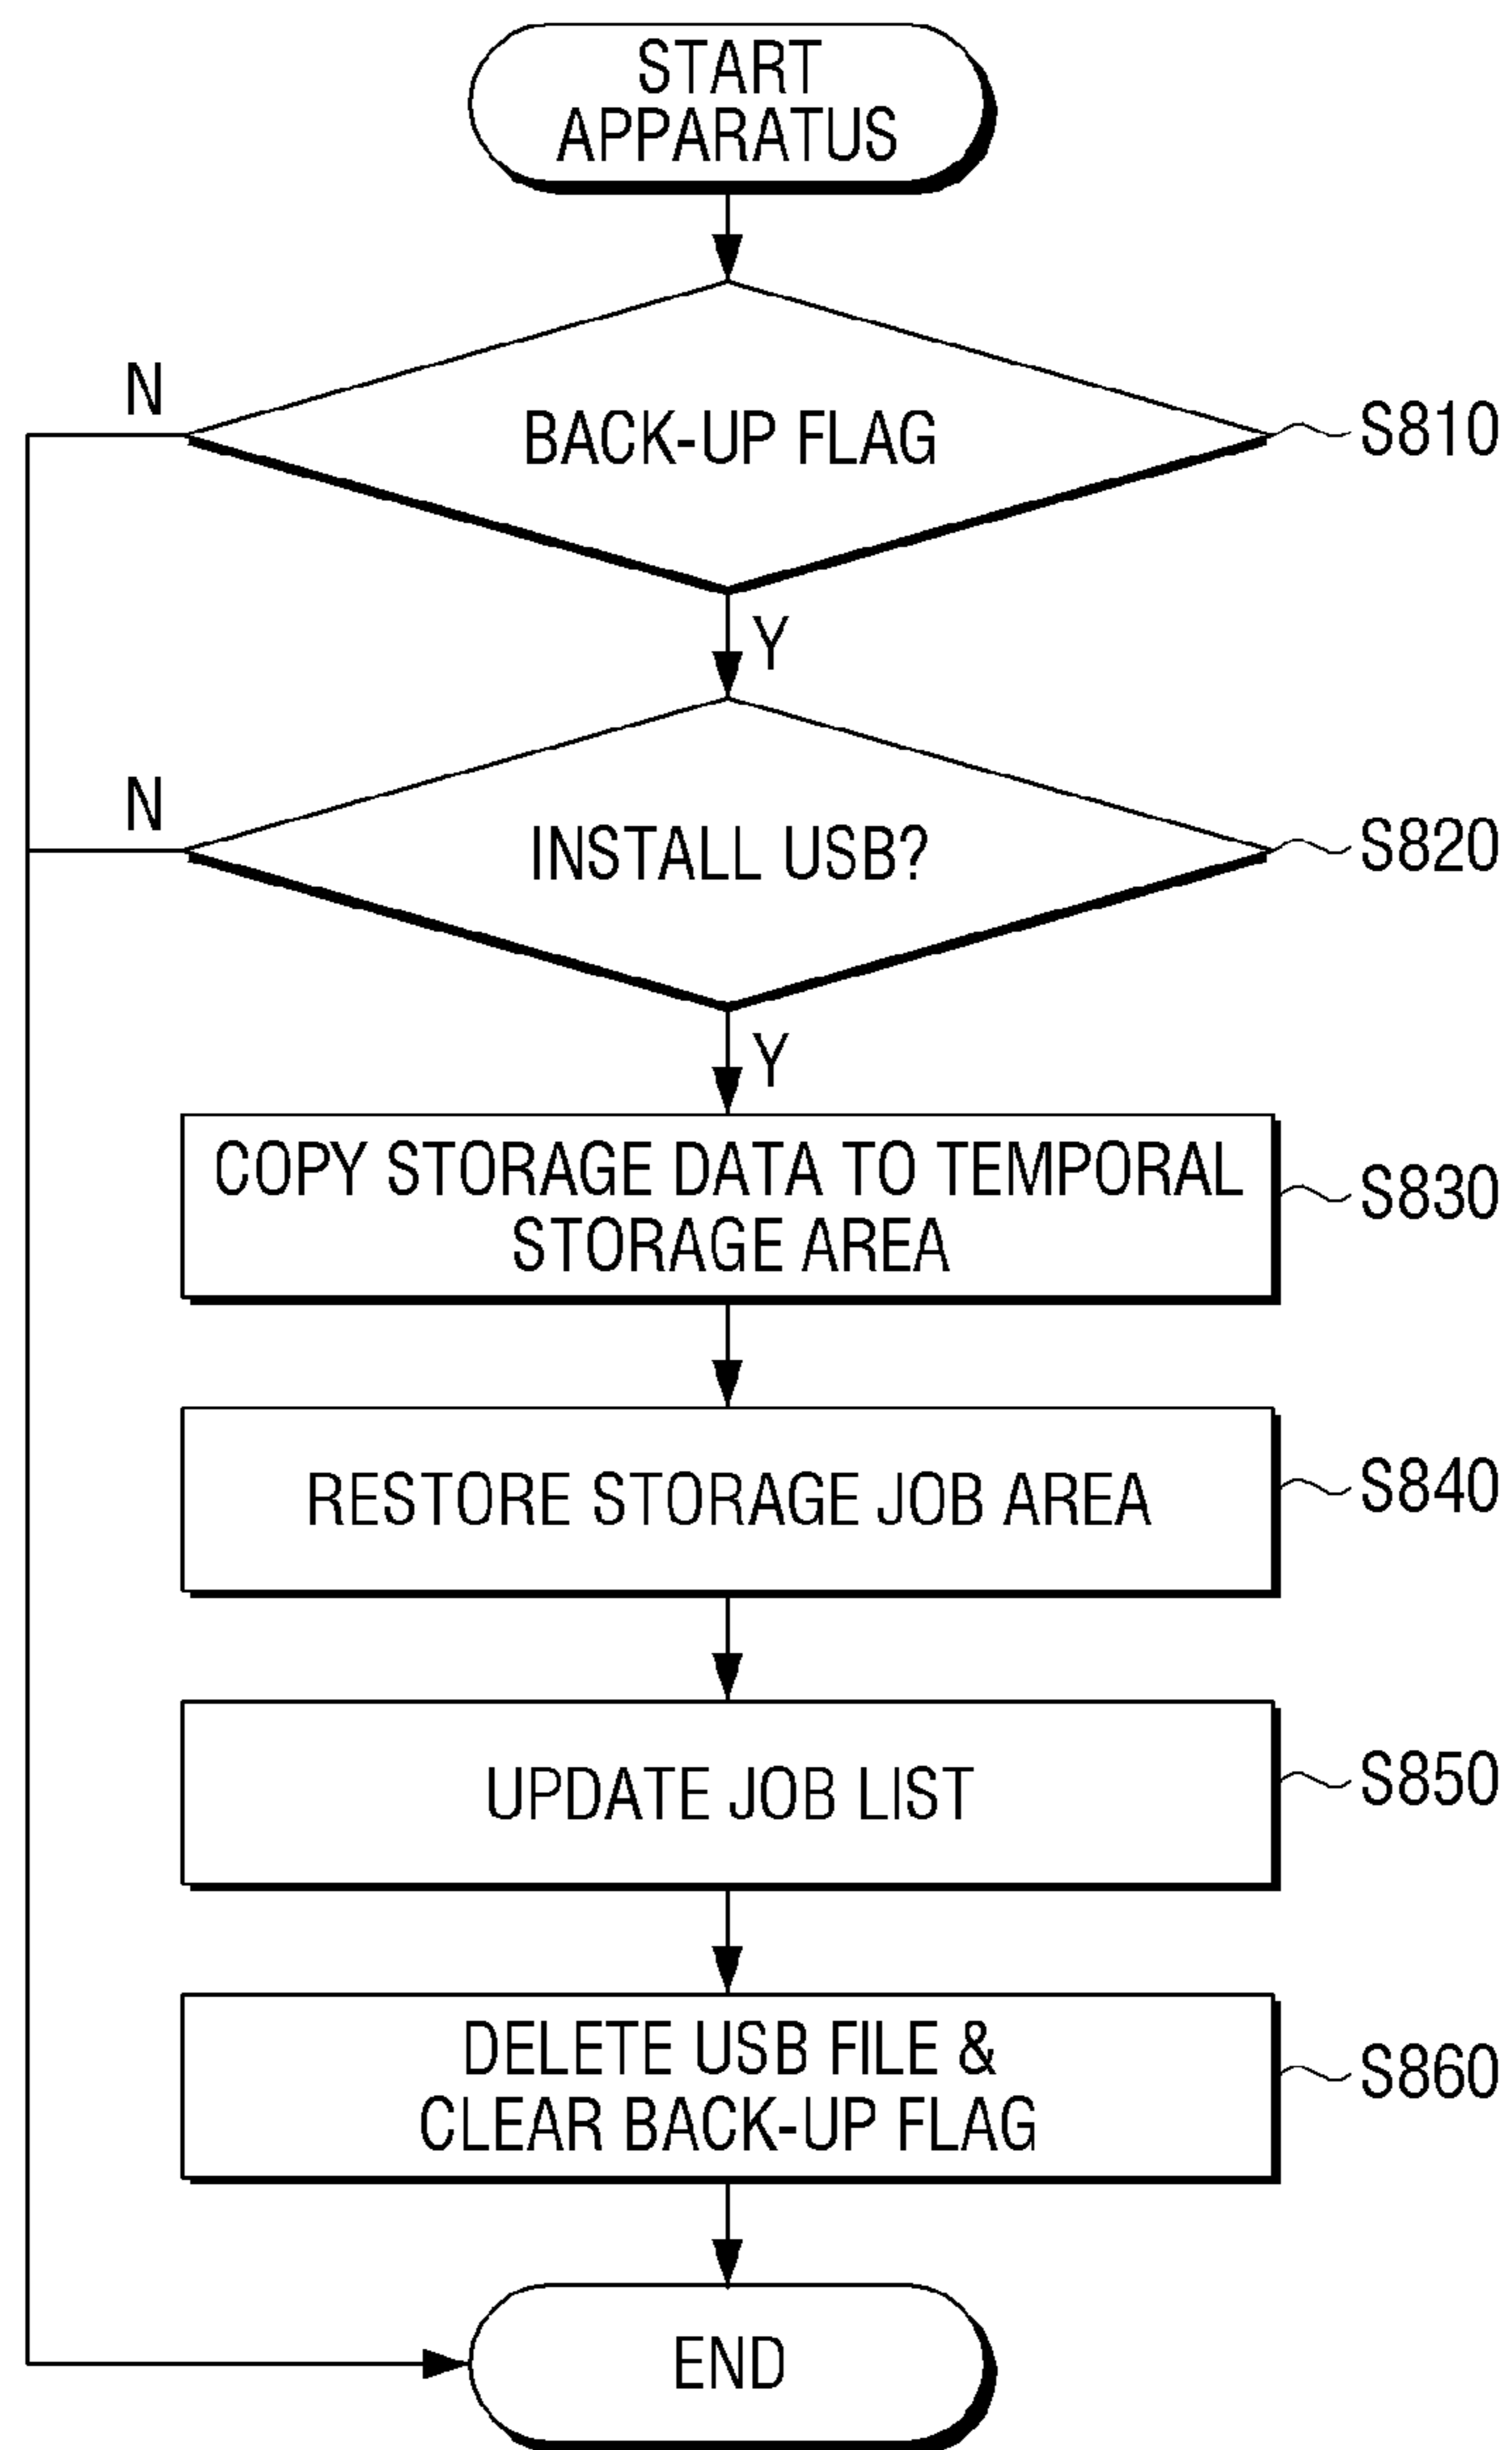 START
APPARATUS
N
BACK-UP FLAG
S810
Y
N
INSTALL USB?
S820
Y
COPY STORAGE DATA TO TEMPORAL
STORAGE AREA
S830
RESTORE STORAGE JOB AREA
S840
UPDATE JOB LIST
S850
DELETE USB FILE &
CLEAR BACK-UP FLAG
S860
END